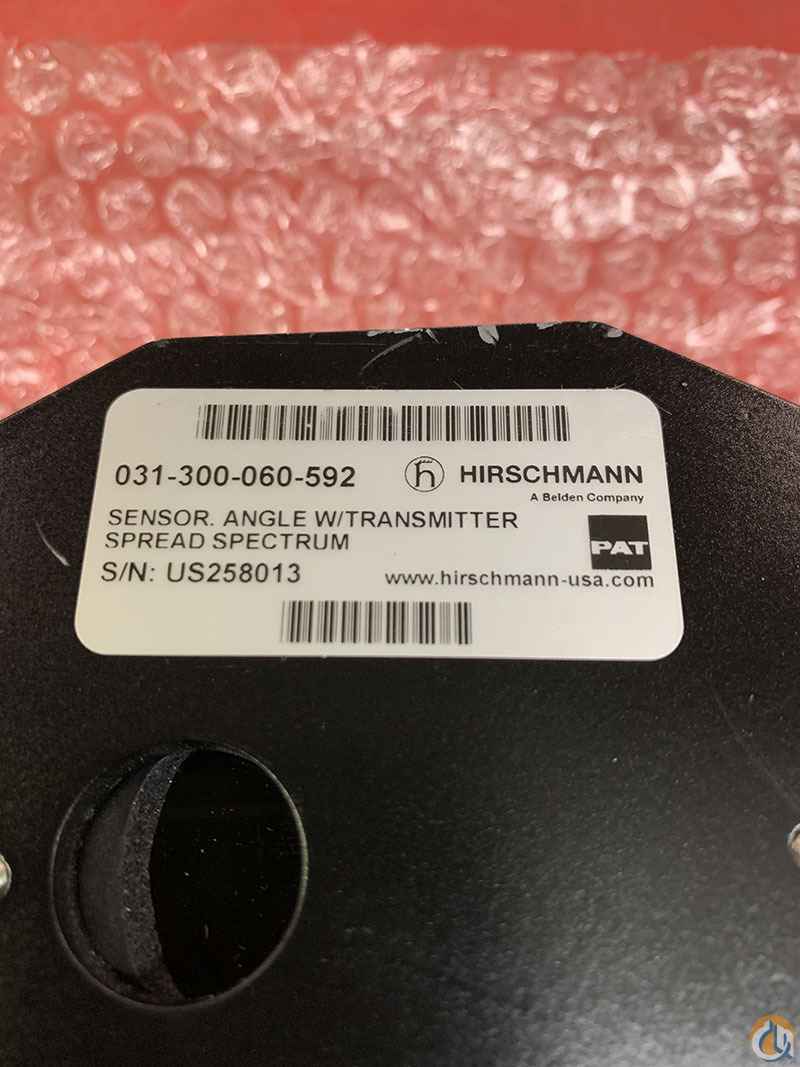 031-300-060-592
HIRSCHMANN
A Belden Company
SENSOR. ANGLE W/TRANSMITTER
SPREAD SPECTRUM
PAT
S/N: US258013
www.hirschmann-usa.com